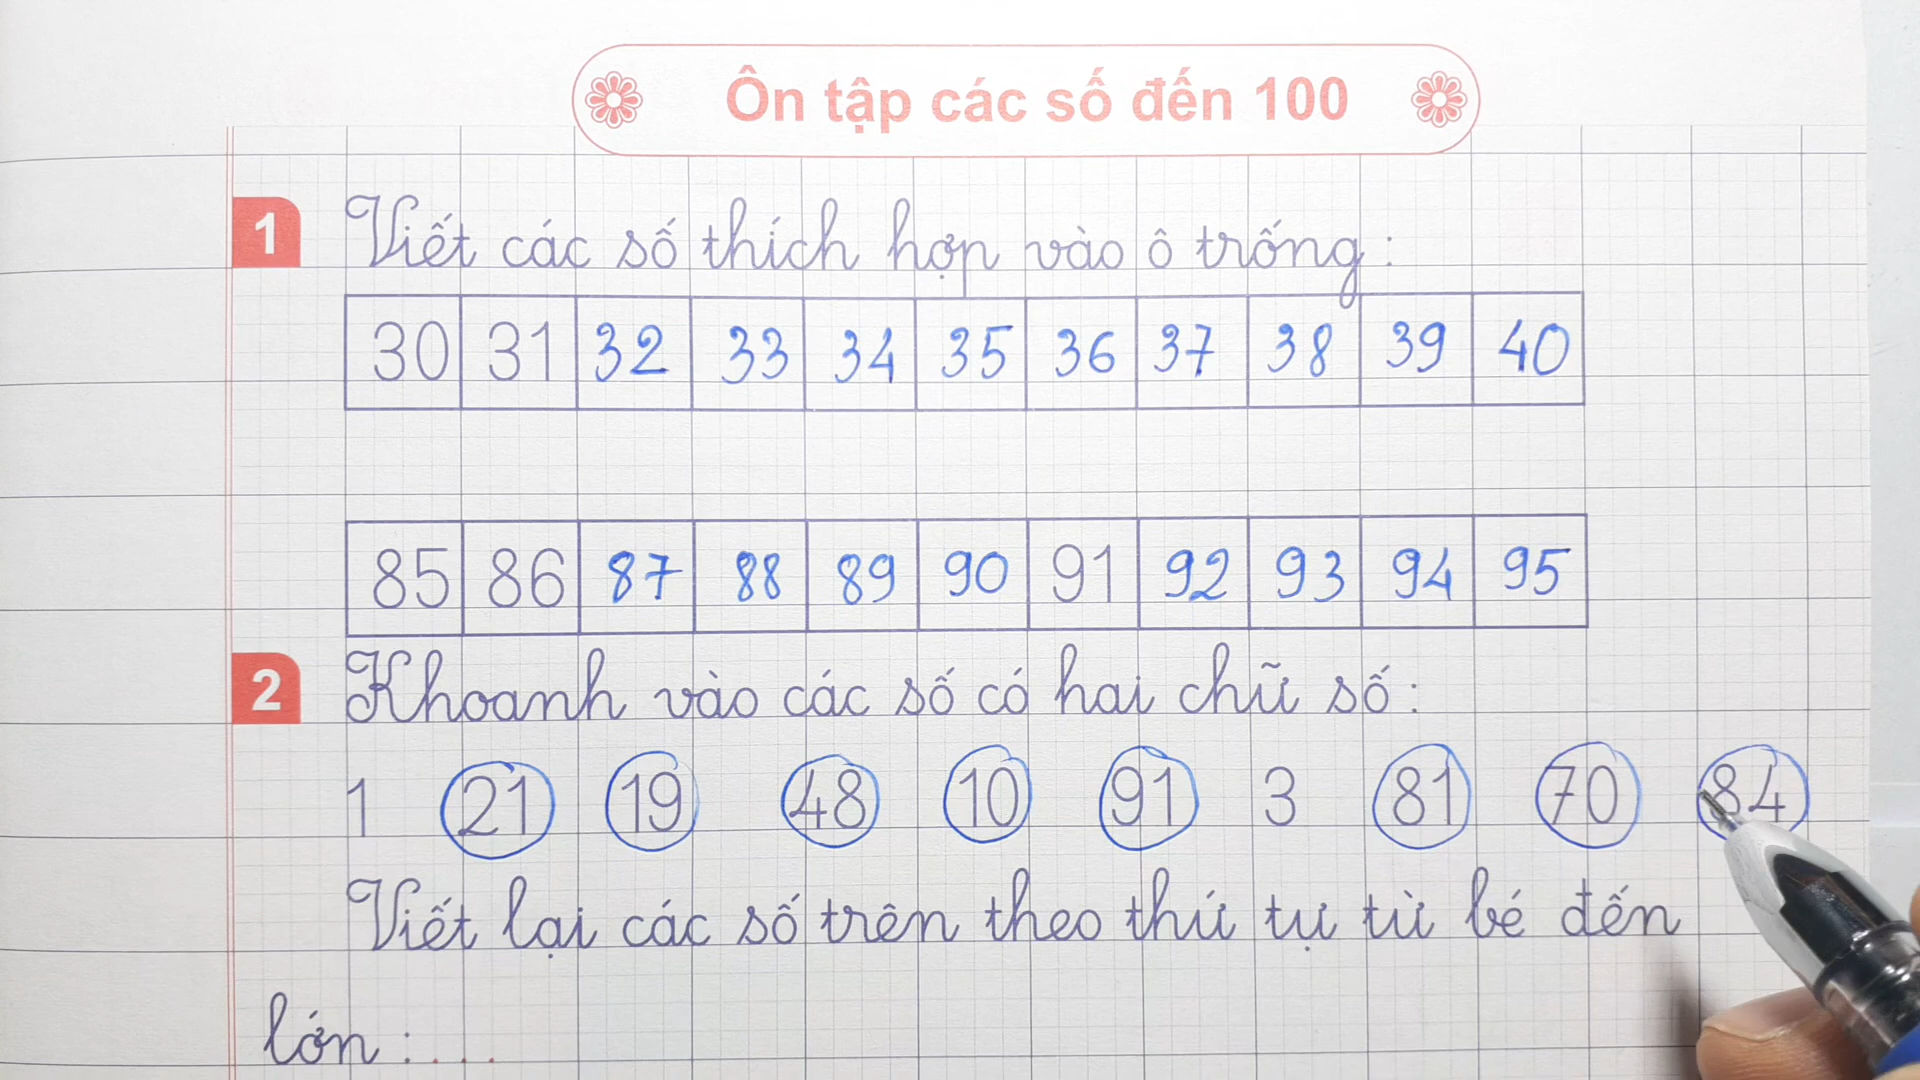 Ôn tập các số đến 100
1 Viết các số thích hợp vào ô trống:
30 31 32 33 34 35 36 37 38 39 40
85 86 87 88 89 90 91 92 93 94 95
2 Khoanh vào các số có hai chữ số:
1 21 19 48 10 91 3 81 70 84
Viết lại các số trên theo thứ tự từ bé đến
lớn:...